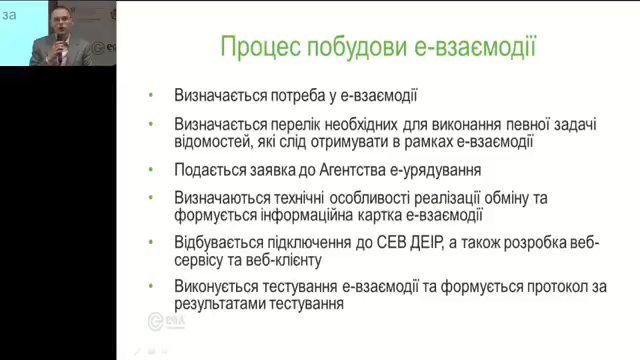 за
Процес побудови е-взаємодії
• Визначається потреба у е-взаємодії
• Визначається перелік необхідних для виконання певної задачі
відомостей, які слід отримувати в рамках е-взаємодії
• Подається заявка до Агентства е-урядування
• Визначаються технічні особливості реалізації обміну та
формується інформаційна картка е-взаємодії
• Відбувається підключення до СЕВ ДЕІР, а також розробка веб-
сервісу та веб-клієнту
• Виконується тестування е-взаємодії та формується протокол за
результатами тестування